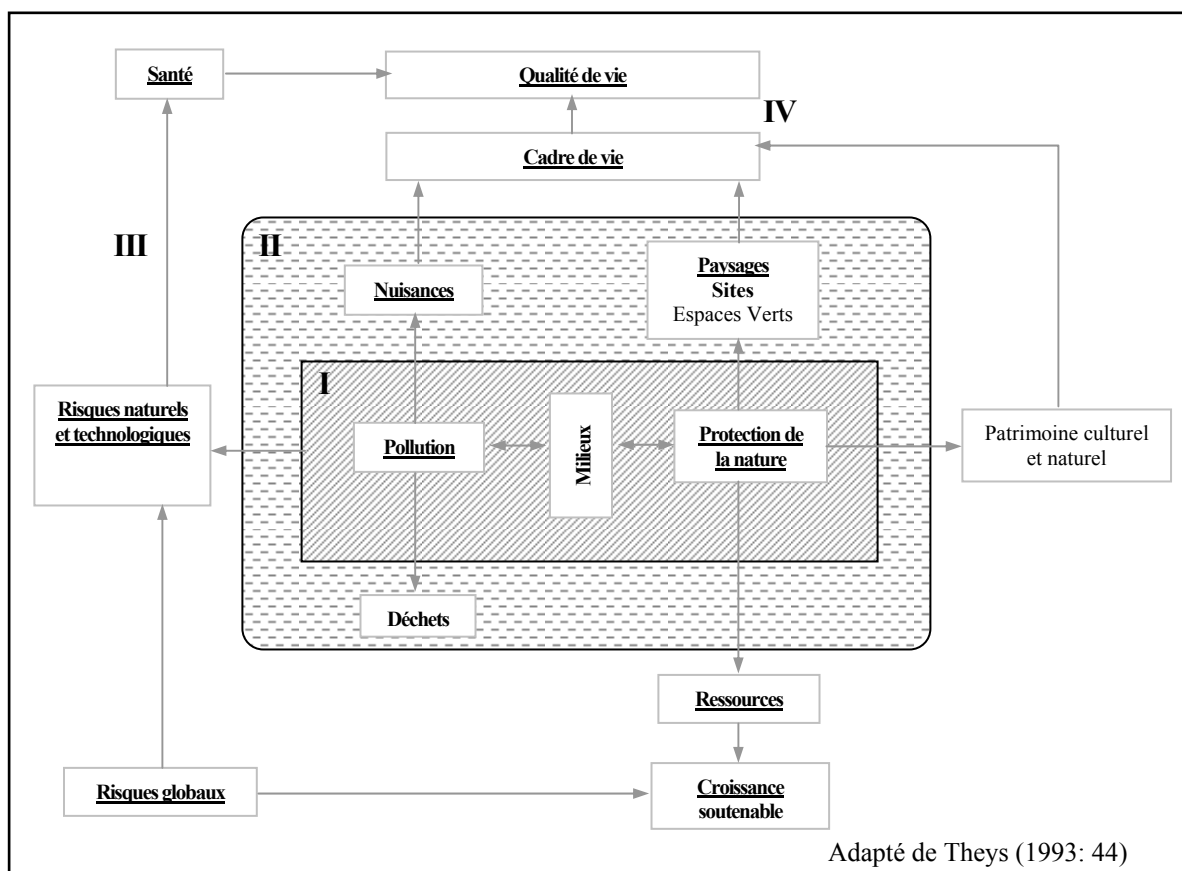 Santé
Qualité de vie
IV
Cadre de vie
III
II
Paysages
Sites
Espaces Verts
Nuisances
I
Risques naturels
et technologiques
Pollution
Milieux
Protection de
la nature
Patrimoine culturel
et naturel
Déchets
Ressources
Risques globaux
Croissance
soutenable
Adapté de Theys (1993: 44)